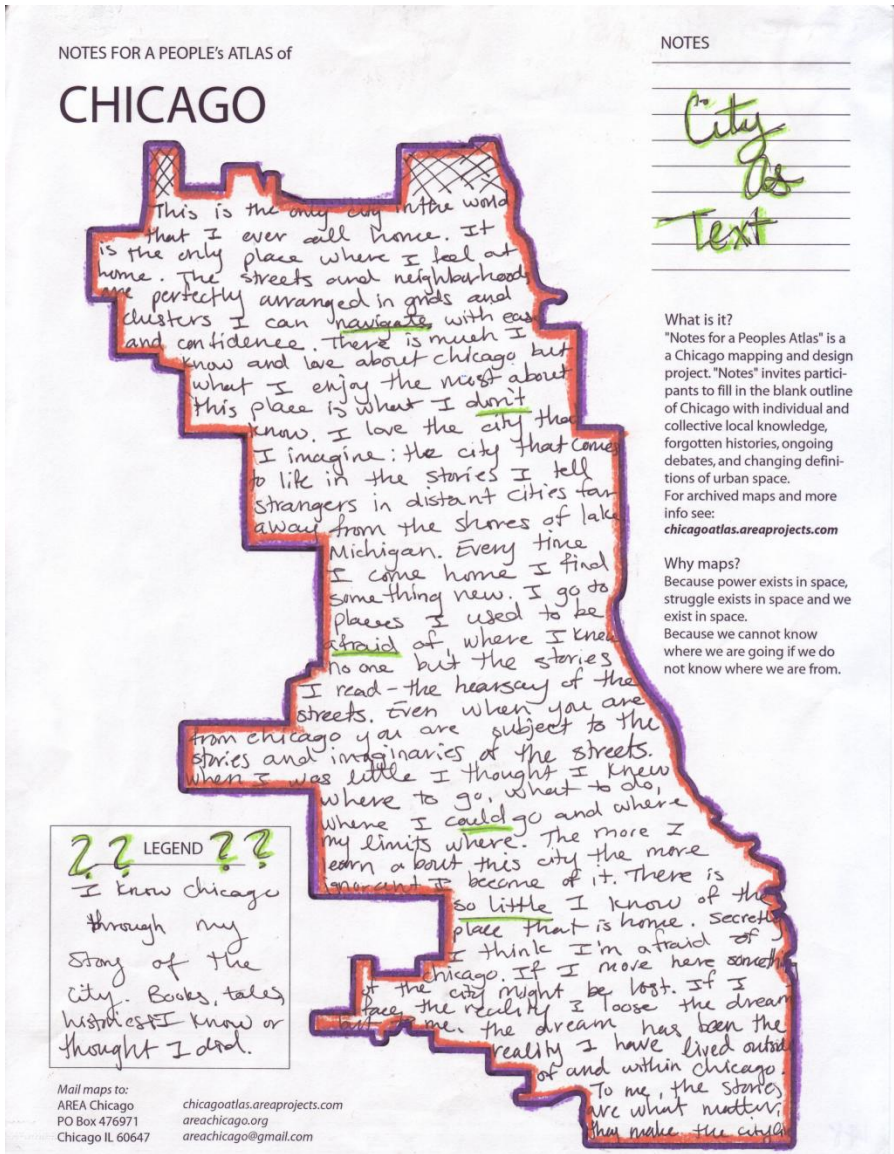 NOTES FOR A PEOPLE's ATLAS of
CHICAGO
This is the only city in the world
that I ever call home. It
is the only place where I feel at
home. The streets and neighborhoods
are perfectly arranged in grids and
clusters I can navigate with ease
and confidence. There is much I
know and love about chicago but
what I enjoy the most about
this place is what I don't
know. I love the city that
I imagine: the city that comes
to life in the stories I tell
strangers in distant cities far
away from the shores of lake
Michigan. Every time
I come home I find
something new. I go to
places I used to be
afraid of where I knew
no one but the stories
I read - the hearsay of the
streets. Even when you are
from chicago you are subject to the
stories and imaginaries of the streets.
when I was little I thought I knew
where to go, what to do,
where I could go and where
my limits where. The more I
learn about this city the more
ignorant I become of it. There is
so little I know of the
place that is home. Secretly
I think I'm afraid of
chicago. If I move here something
of the city might be lost. If I
face the reality I loose the dream
to me. the dream has been the
reality I have lived outside
of and within chicago.
To me, the stories
are what matter.
they make the city
NOTES
City
As
Text
What is it?
"Notes for a Peoples Atlas" is a
a Chicago mapping and design
project. "Notes" invites partici-
pants to fill in the blank outline
of Chicago with individual and
collective local knowledge,
forgotten histories, ongoing
debates, and changing defini-
tions of urban space.
For archived maps and more
info see:
chicagoatlas.areaprojects.com
Why maps?
Because power exists in space,
struggle exists in space and we
exist in space.
Because we cannot know
where we are going if we do
not know where we are from.
? ? LEGEND ? ?
I know chicago
through my
story of the
city. Books, tales,
histories I know or
thought I did.
Mail maps to:
AREA Chicago
PO Box 476971
Chicago IL 60647
chicagoatlas.areaprojects.com
areachicago.org
areachicago@gmail.com